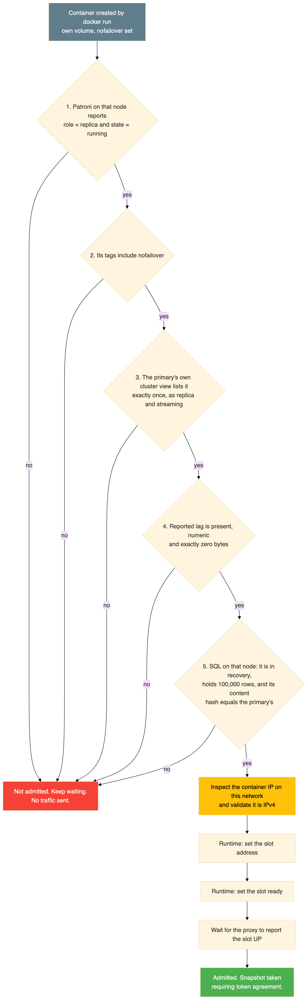 Container created by
docker run
own volume, nofailover set
1. Patroni on that node
reports
role = replica and state =
running
yes
2. Its tags include nofailover
yes
3. The primary's own
cluster view lists it
exactly once, as replica
and streaming
no
yes
4. Reported lag is present,
numeric
and exactly zero bytes
no
no
yes
5. SQL on that node: it is in
recovery,
holds 100,000 rows, and its
content
hash equals the primary's
no
no
yes
Not admitted. Keep waiting.
No traffic sent.
Inspect the container IP on
this network
and validate it is IPv4
Runtime: set the slot
address
Runtime: set the slot ready
Wait for the proxy to report
the slot UP
Admitted. Snapshot taken
requiring token agreement.